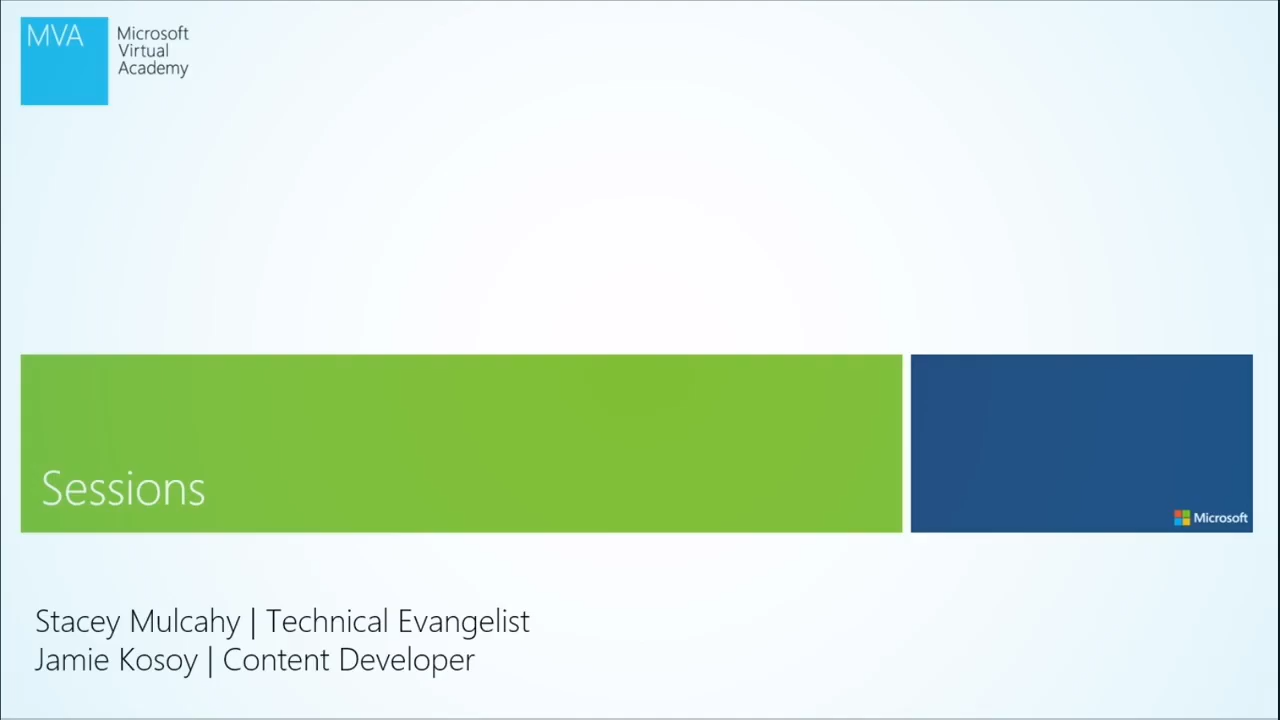 MVA
Microsoft
Virtual
Academy
Sessions
Microsoft
Stacey Mulcahy | Technical Evangelist
Jamie Kosoy | Content Developer